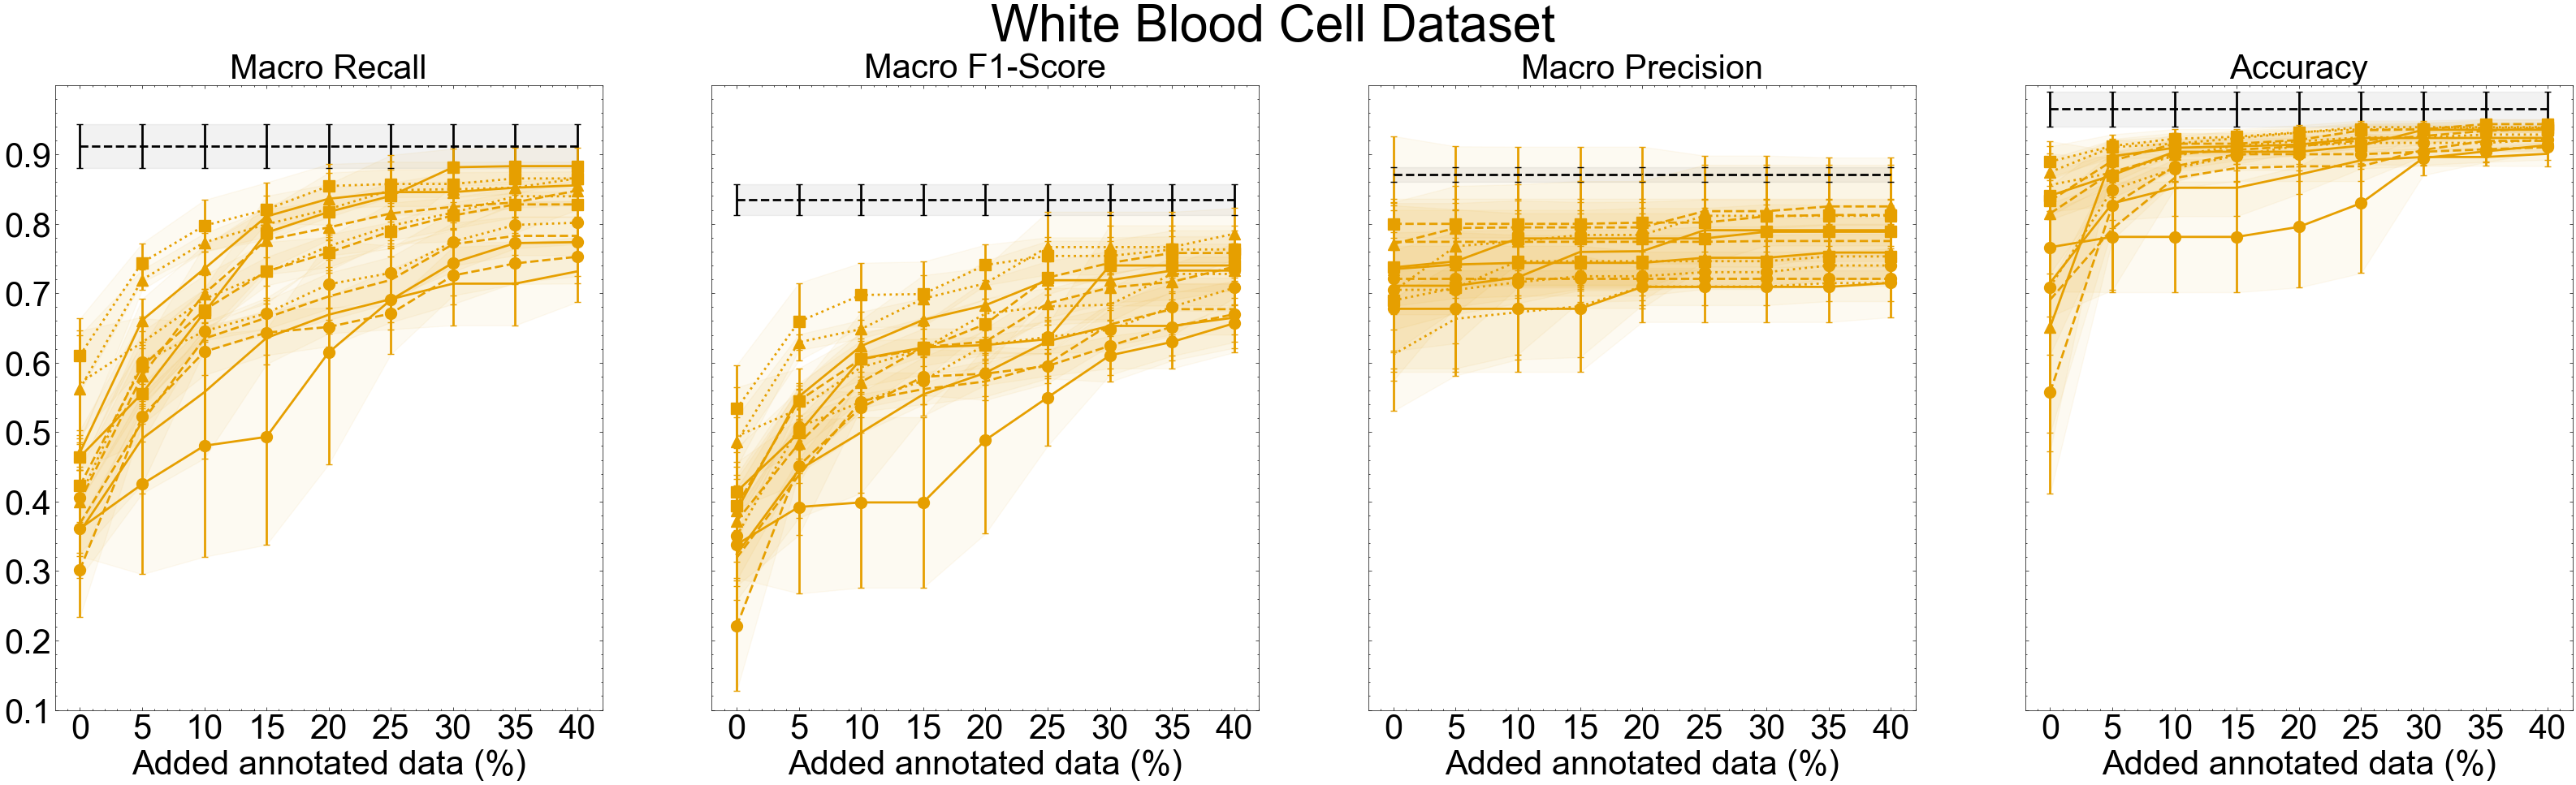 White Blood Cell Dataset
Macro Recall
Macro F1-Score
Macro Precision
Accuracy
0.9
0.8
0.7
0.6
0.5
0.4
0.3
0.2
0.1
0 5 10 15 20 25 30 35 40
0 5 10 15 20 25 30 35 40
0 5 10 15 20 25 30 35 40
0 5 10 15 20 25 30 35 40
Added annotated data (%)
Added annotated data (%)
Added annotated data (%)
Added annotated data (%)